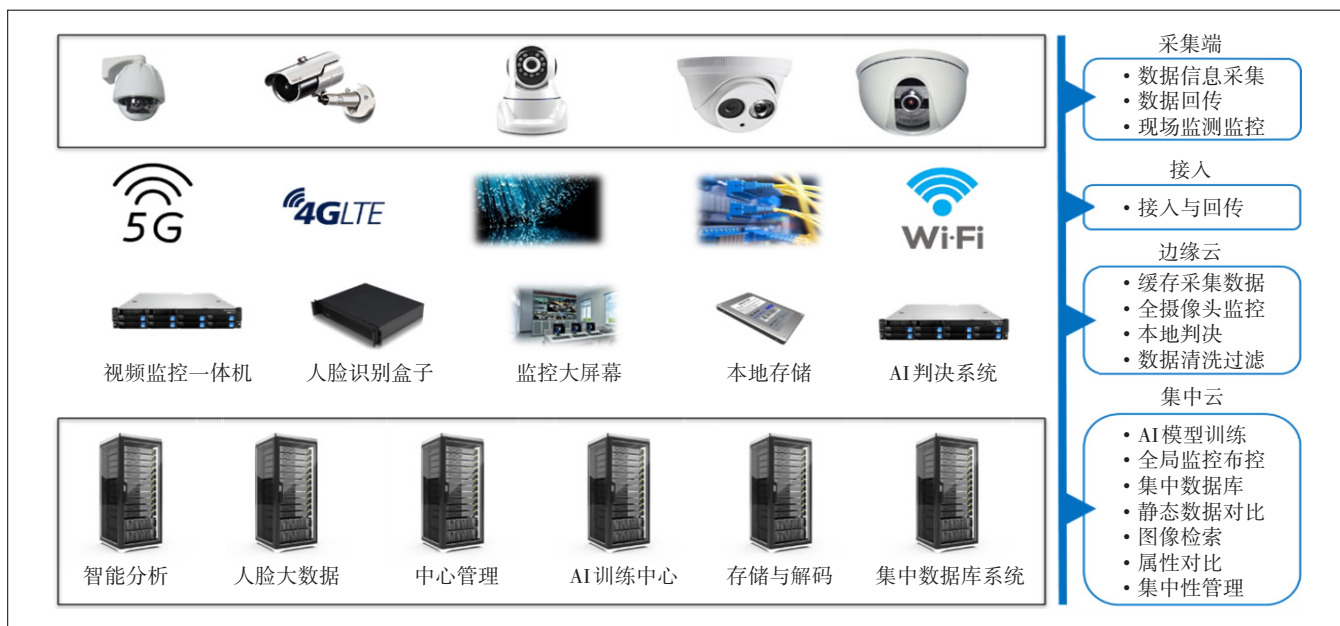 采集端
• 数据信息采集
• 数据回传
• 现场监测监控
5G
4GLTE
Wi-Fi
接入
• 接入与回传
视频监控一体机
人脸识别盒子
监控大屏幕
本地存储
AI判决系统
边缘云
• 缓存采集数据
• 全摄像头监控
• 本地判决
• 数据清洗过滤
智能分析
人脸大数据
中心管理
AI训练中心
存储与解码
集中数据库系统
集中云
• AI模型训练
• 全局监控布控
• 集中数据库
• 静态数据对比
• 图像检索
• 属性对比
• 集中性管理